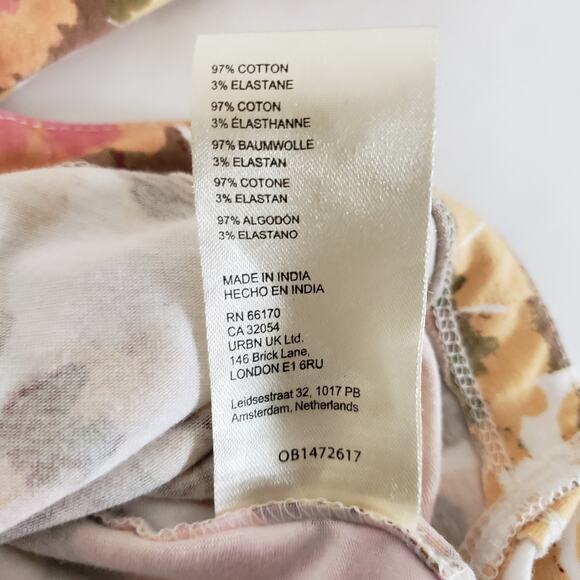 97% COTTON
3% ELASTANE
97% COTON
3% ÉLASTHANNE
97% BAUMWOLLE
3% ELASTAN
97% COTONE
3% ELASTAN
97% ALGODÓN
3% ELASTANO
MADE IN INDIA
HECHO EN INDIA
RN 66170
CA 32054
URBN UK Ltd.
146 Brick Lane,
LONDON E1 6RU
Leidsestraat 32, 1017 PB
Amsterdam, Netherlands
OB1472617